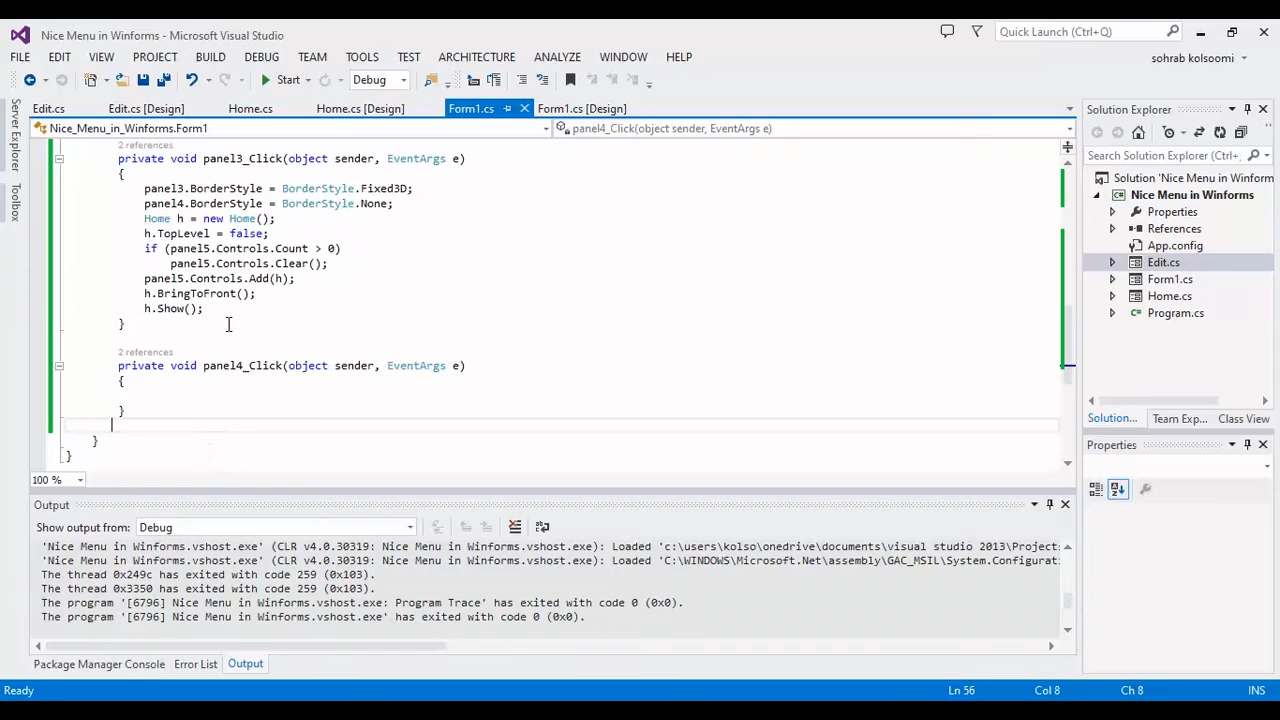 Nice Menu in Winforms - Microsoft Visual Studio
Quick Launch (Ctrl+Q)
FILE EDIT VIEW PROJECT BUILD DEBUG TEAM TOOLS TEST ARCHITECTURE ANALYZE WINDOW HELP
sohrab kolsoomi
Start Debug
Server Explorer
Toolbox
Edit.cs Edit.cs [Design] Home.cs Home.cs [Design] Form1.cs Form1.cs [Design]
Nice_Menu_in_Winforms.Form1 panel4_Click(object sender, EventArgs e)
2 references
private void panel3_Click(object sender, EventArgs e)
{
panel3.BorderStyle = BorderStyle.Fixed3D;
panel4.BorderStyle = BorderStyle.None;
Home h = new Home();
h.TopLevel = false;
if (panel5.Controls.Count > 0)
panel5.Controls.Clear();
panel5.Controls.Add(h);
h.BringToFront();
h.Show();
}
2 references
private void panel4_Click(object sender, EventArgs e)
{
}
}
}
100 %
Output
Show output from: Debug
'Nice Menu in Winforms.vshost.exe' (CLR v4.0.30319: Nice Menu in Winforms.vshost.exe): Loaded 'c:\users\kolso\onedrive\documents\visual studio 2013\Project
'Nice Menu in Winforms.vshost.exe' (CLR v4.0.30319: Nice Menu in Winforms.vshost.exe): Loaded 'C:\WINDOWS\Microsoft.Net\assembly\GAC_MSIL\System.Configurat
The thread 0x249c has exited with code 259 (0x103).
The thread 0x3350 has exited with code 259 (0x103).
The program '[6796] Nice Menu in Winforms.vshost.exe: Program Trace' has exited with code 0 (0x0).
The program '[6796] Nice Menu in Winforms.vshost.exe' has exited with code 0 (0x0).
Package Manager Console Error List Output
Solution Explorer
Search Solution Explorer (Ctrl+;
Solution 'Nice Menu in Winform
Nice Menu in Winforms
Properties
References
App.config
Edit.cs
Form1.cs
Home.cs
Program.cs
Solution... Team Exp... Class View
Properties
Ready Ln 56 Col 8 Ch 8 INS